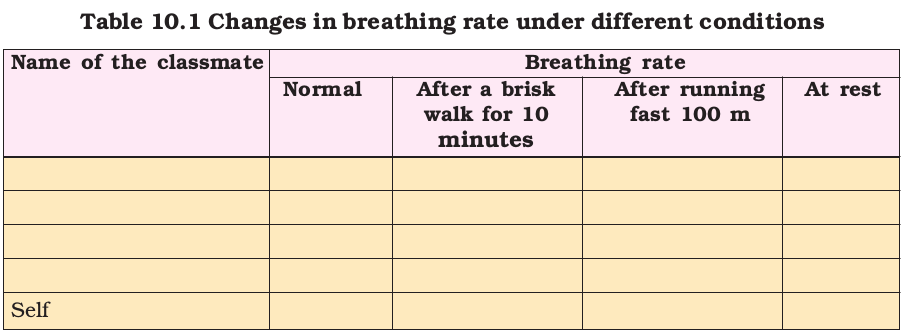 Table 10.1 Changes in breathing rate under different conditions
Name of the classmate
Breathing rate
Normal
After a brisk
walk for 10
minutes
After running
fast 100 m
At rest
Self